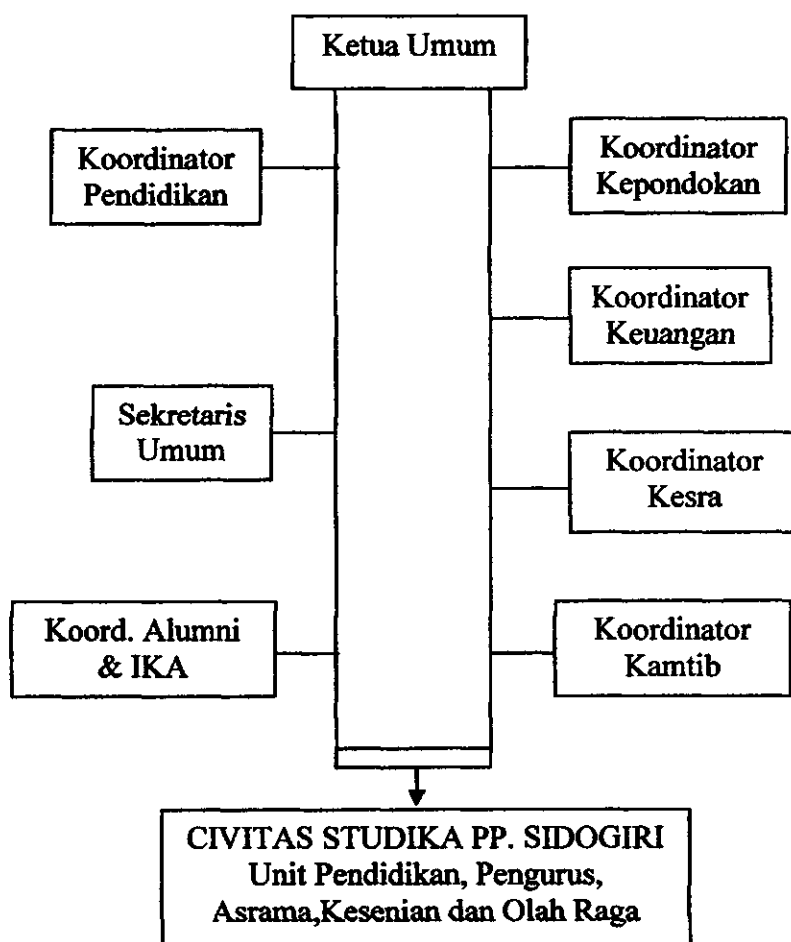 Ketua Umum
Koordinator
Pendidikan
Koordinator
Kepondokan
Koordinator
Keuangan
Sekretaris
Umum
Koordinator
Kesra
Koord. Alumni
& IKA
Koordinator
Kamtib
CIVITAS STUDIKA PP. SIDOGIRI
Unit Pendidikan, Pengurus,
Asrama,Kesenian dan Olah Raga